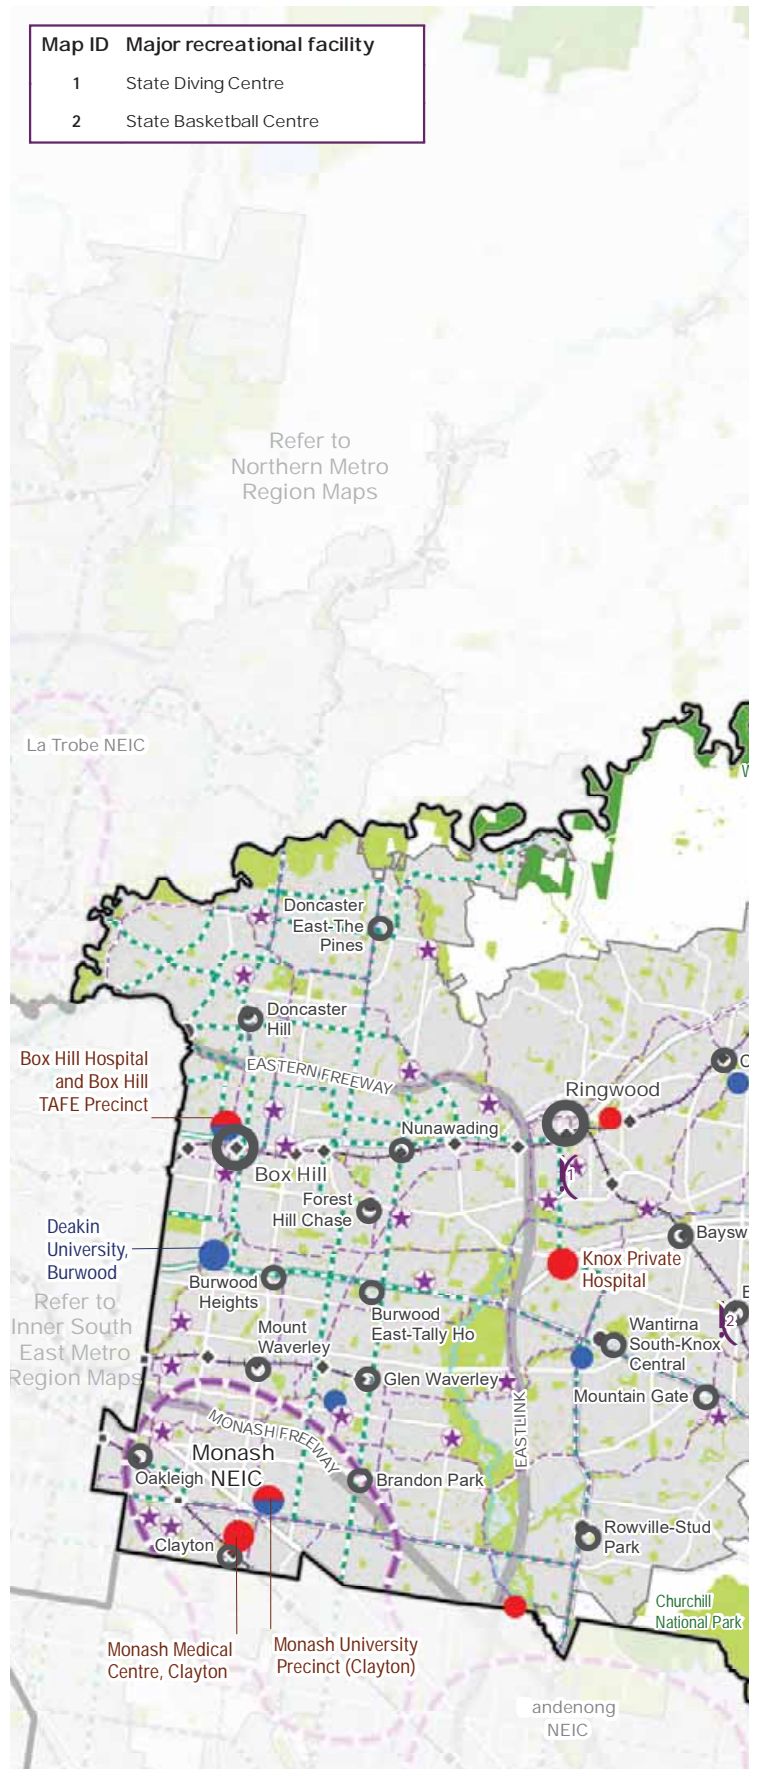 Map ID Major recreational facility
1 State Diving Centre
2 State Basketball Centre
Refer to
Northern Metro
Region Maps
La Trobe NEIC
W
Doncaster
East-The
Pines
Doncaster
Hill
EASTERN FREEWAY
Box Hill Hospital
and Box Hill
TAFE Precinct
Ringwood
Nunawading
Box Hill
1
Forest
Hill Chase
Deakin
University,
Burwood
Baysw
Knox Private
Hospital
Burwood
Heights
Refer to
Inner South
East Metro
Region Maps
Burwood
East-Tally Ho
2
Mount
Waverley
Wantirna
South-Knox
Central
Glen Waverley
Mountain Gate
EASTLINK
MONASH FREEWAY
Monash
NEIC
Oakleigh
Brandon Park
Clayton
Rowville-Stud
Park
Churchill
National Park
Monash Medical
Centre, Clayton
Monash University
Precinct (Clayton)
andenong
NEIC